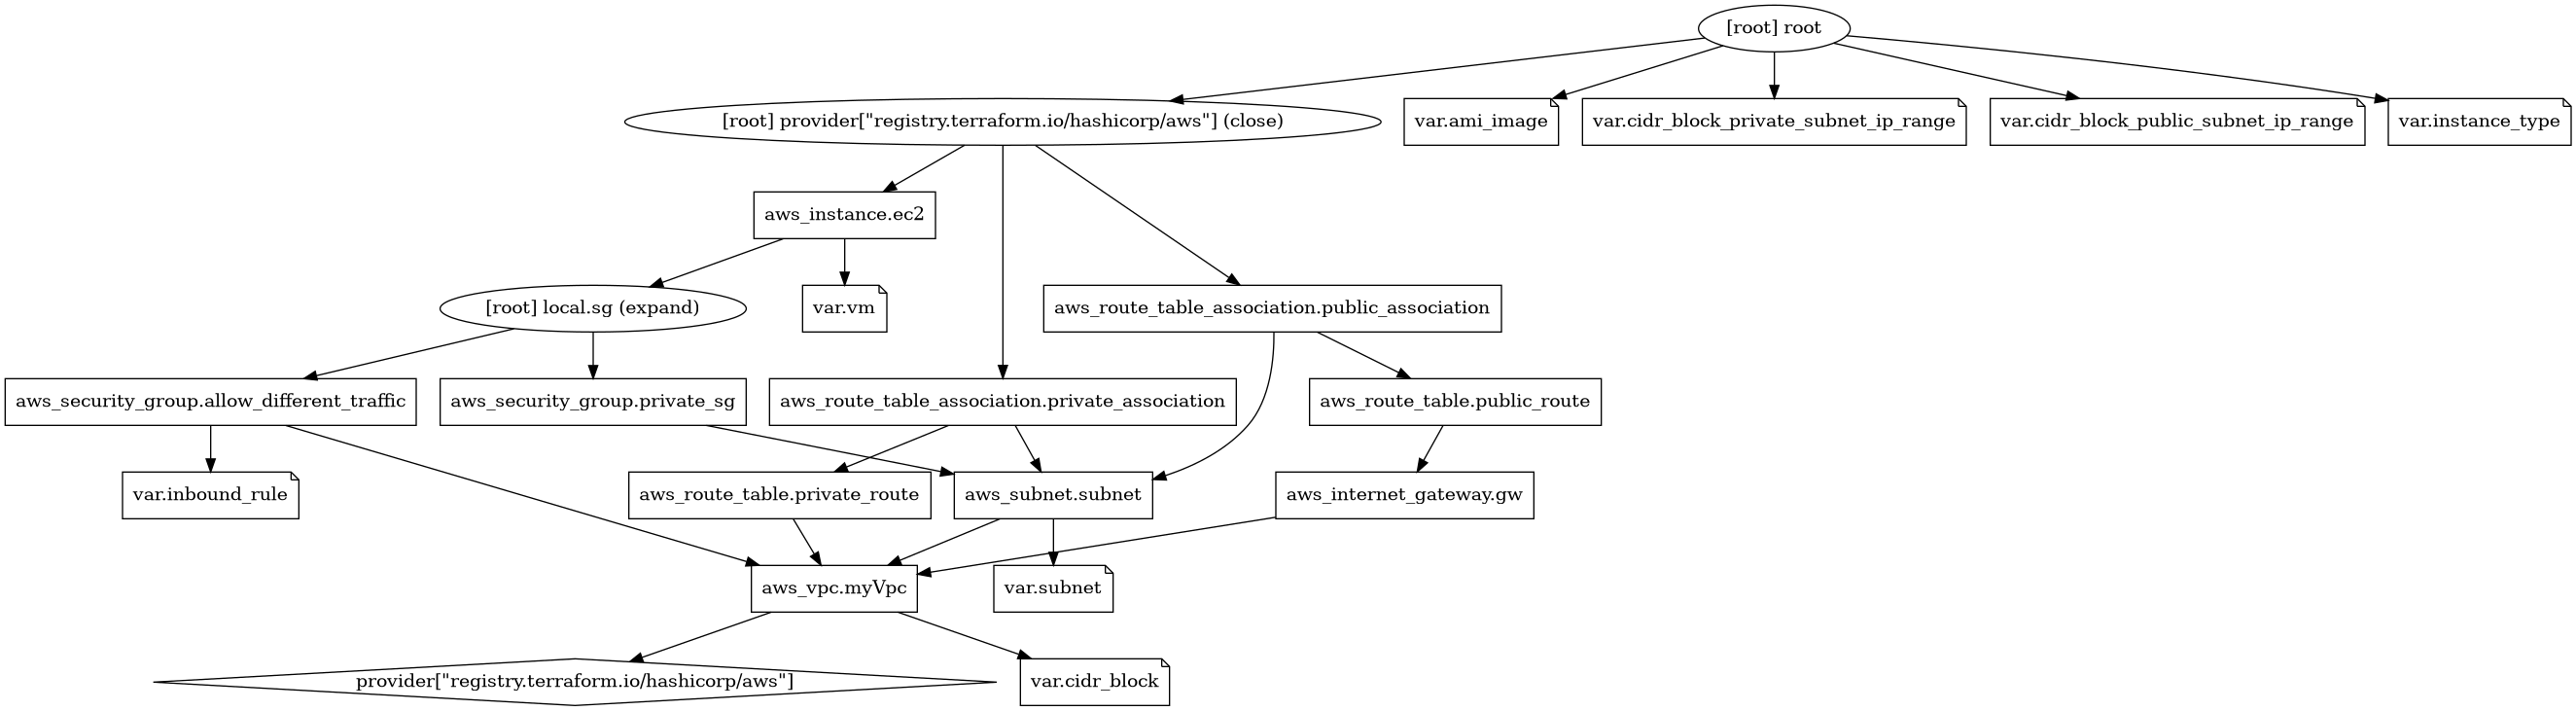 [root] root
[root] provider["registry.terraform.io/hashicorp/aws"] (close)
var.ami_image
var.cidr_block_private_subnet_ip_range
var.cidr_block_public_subnet_ip_range
var.instance_type
aws_instance.ec2
[root] local.sg (expand)
var.vm
aws_route_table_association.public_association
aws_security_group.allow_different_traffic
aws_security_group.private_sg
aws_route_table_association.private_association
aws_route_table.public_route
var.inbound_rule
aws_route_table.private_route
aws_subnet.subnet
aws_internet_gateway.gw
aws_vpc.myVpc
var.subnet
provider["registry.terraform.io/hashicorp/aws"]
var.cidr_block